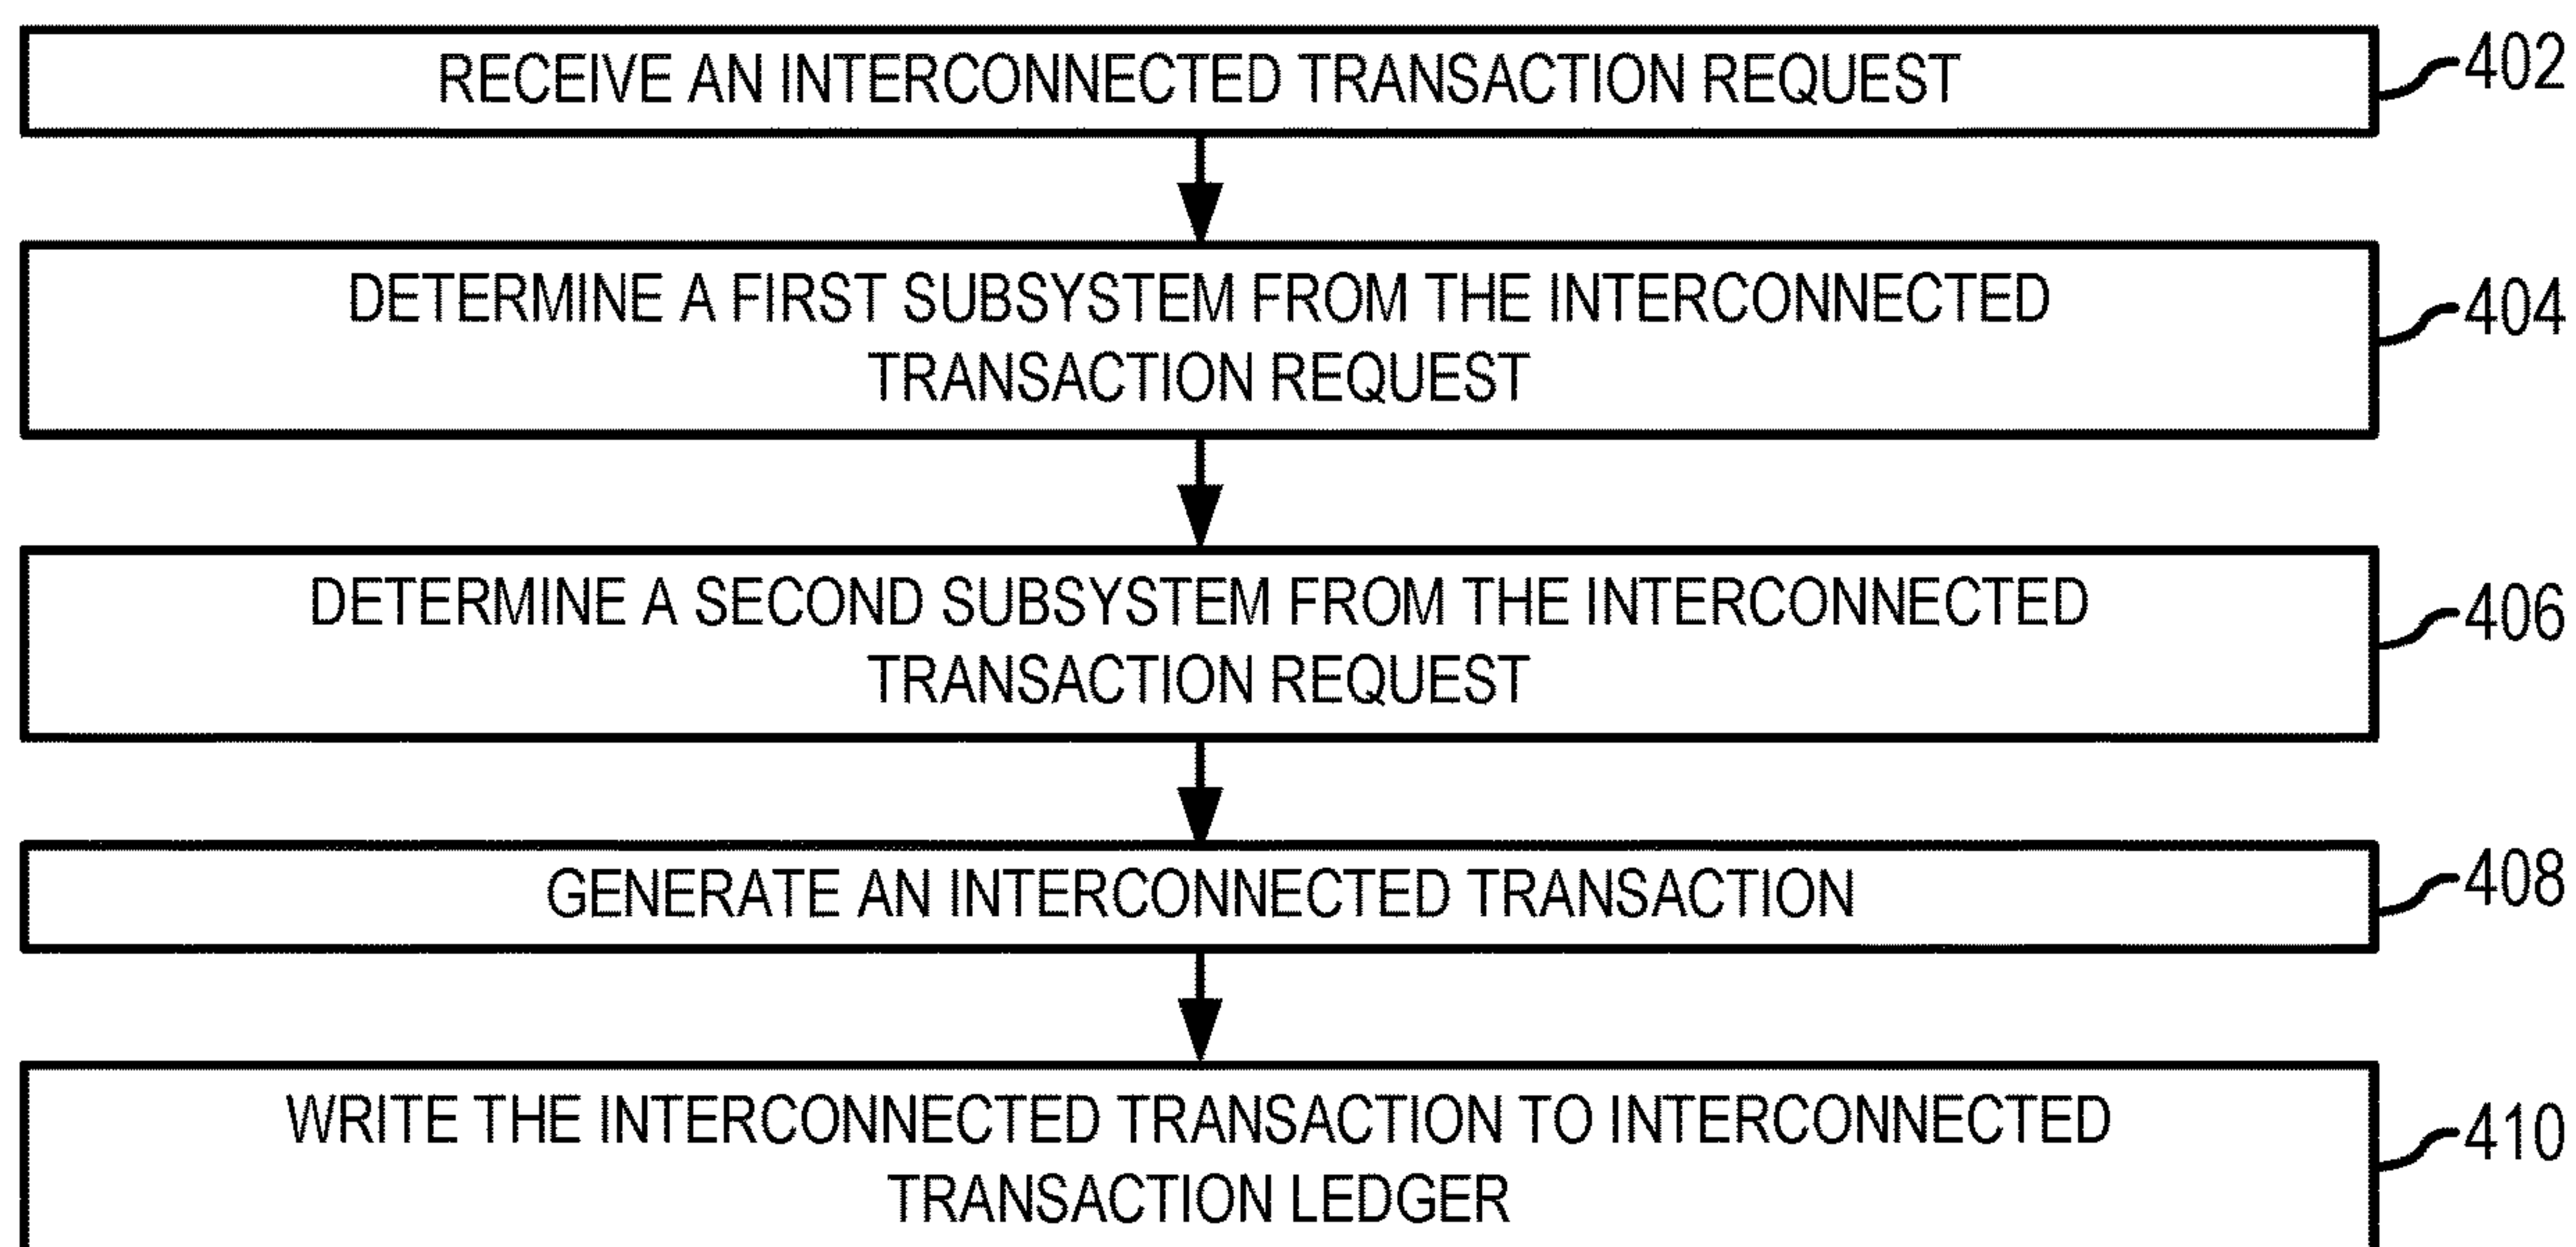 RECEIVE AN INTERCONNECTED TRANSACTION REQUEST
402
DETERMINE A FIRST SUBSYSTEM FROM THE INTERCONNECTED
TRANSACTION REQUEST
404
DETERMINE A SECOND SUBSYSTEM FROM THE INTERCONNECTED
TRANSACTION REQUEST
406
GENERATE AN INTERCONNECTED TRANSACTION
408
WRITE THE INTERCONNECTED TRANSACTION TO INTERCONNECTED
TRANSACTION LEDGER
410